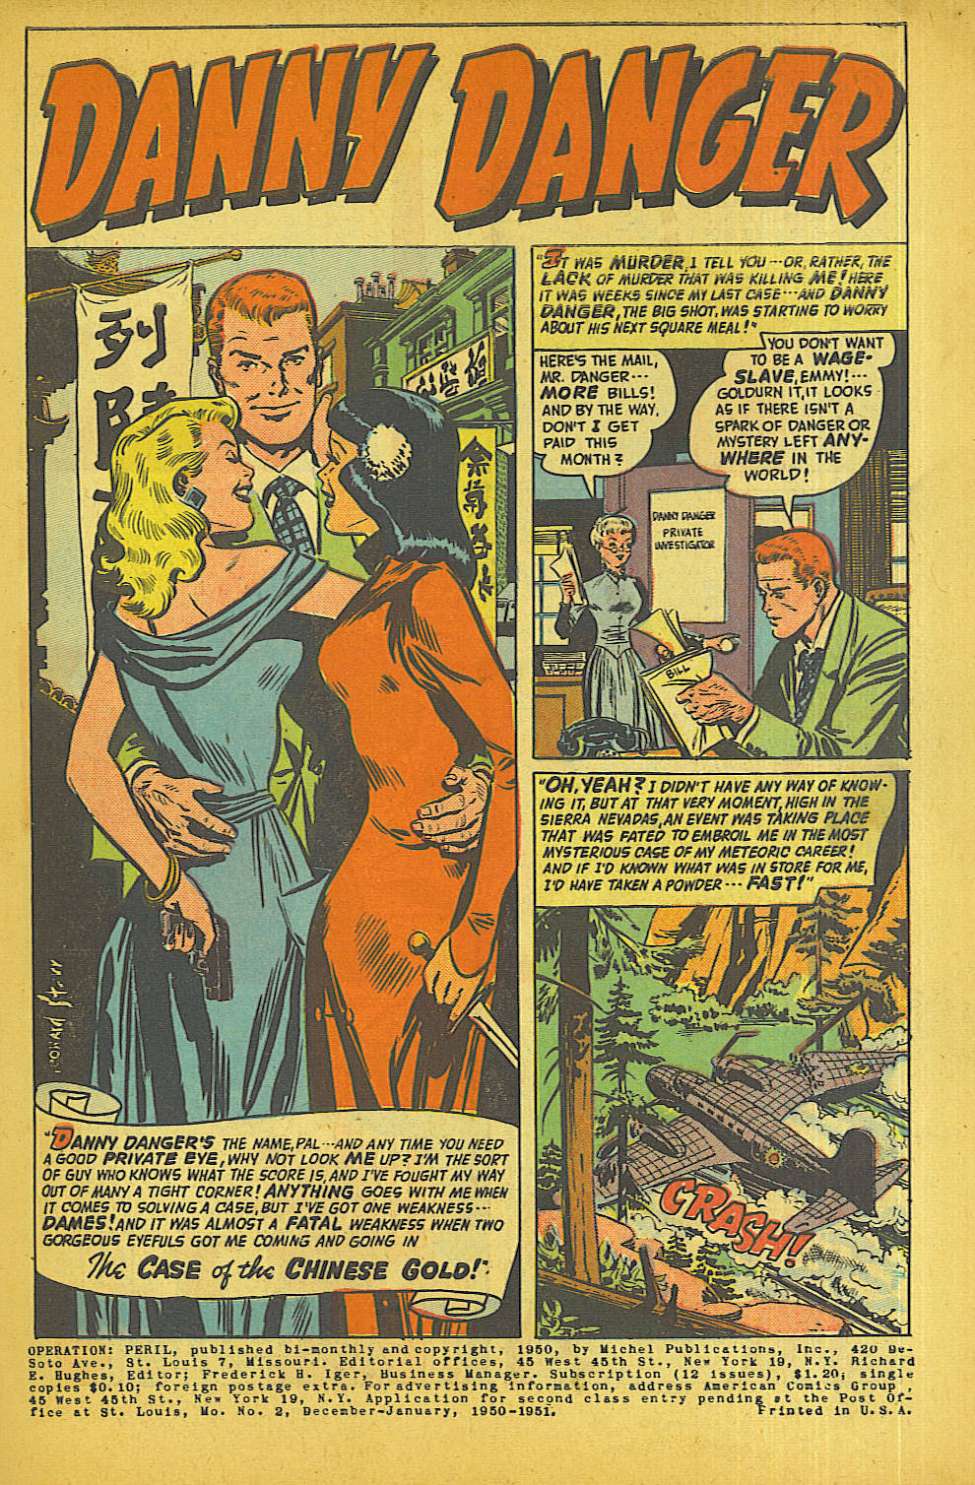 DANNY DANGER
列
"DANNY DANGER'S THE NAME, PAL---AND ANY TIME YOU NEED
A GOOD PRIVATE EYE, WHY NOT LOOK ME UP? I'M THE SORT
OF GUY WHO KNOWS WHAT THE SCORE IS, AND I'VE FOUGHT MY WAY
OUT OF MANY A TIGHT CORNER! ANYTHING GOES WITH ME WHEN
IT COMES TO SOLVING A CASE, BUT I'VE GOT ONE WEAKNESS---
DAMES! AND IT WAS ALMOST A FATAL WEAKNESS WHEN TWO
GORGEOUS EYEFULS GOT ME COMING AND GOING IN
The CASE of the CHINESE GOLD!".
"IT WAS MURDER, I TELL YOU---OR, RATHER, THE
LACK OF MURDER THAT WAS KILLING ME! HERE
IT WAS WEEKS SINCE MY LAST CASE---AND DANNY
DANGER, THE BIG SHOT, WAS STARTING TO WORRY
ABOUT HIS NEXT SQUARE MEAL!"
HERE'S THE MAIL,
MR. DANGER---
MORE BILLS!
AND BY THE WAY,
DON'T I GET
PAID THIS
MONTH?
YOU DON'T WANT
TO BE A WAGE-
SLAVE, EMMY!---
GOLDURN IT, IT LOOKS
AS IF THERE ISN'T A
SPARK OF DANGER OR
MYSTERY LEFT ANY-
WHERE IN THE
WORLD!
DANNY DANGER
PRIVATE
INVESTIGATOR
BILL
"OH, YEAH? I DIDN'T HAVE ANY WAY OF KNOW-
ING IT, BUT AT THAT VERY MOMENT, HIGH IN THE
SIERRA NEVADAS, AN EVENT WAS TAKING PLACE
THAT WAS FATED TO EMBROIL ME IN THE MOST
MYSTERIOUS CASE OF MY METEORIC CAREER!
AND IF I'D KNOWN WHAT WAS IN STORE FOR ME,
I'D HAVE TAKEN A POWDER--- FAST!"
CRASH!
OPERATION: PERIL, published bi-monthly and copyright, 1950, by Michel Publications, Inc., 420 De-
Soto Ave., St. Louis 7, Missouri. Editorial offices, 45 West 45th St., New York 19, N.Y. Richard
E. Hughes, Editor; Frederick H. Iger, Business Manager. Subscription (12 issues), $1.20; single
copies $0.10; foreign postage extra. For advertising information, address American Comics Group,
45 West 45th St., New York 19, N.Y. Application for second class entry pending at the Post Of-
fice at St. Louis, Mo. No. 2, December-January, 1950-1951. Printed in U.S.A.